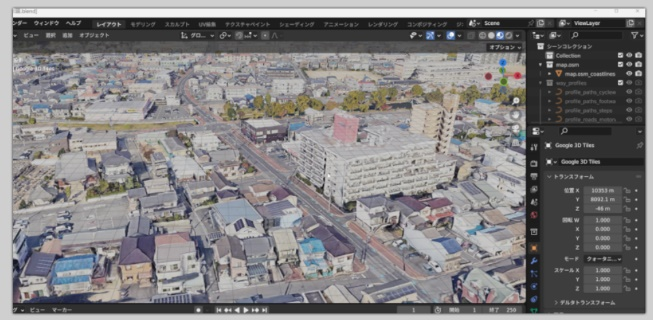 ウィンドウ ヘルプ
レイアウト モデリング スカルプト UV編集 テクスチャペイント シェーディング アニメーション レンダリング コンポジティング
Scene
ViewLayer
ビュー 選択 追加 オブジェクト
グロ...
オプション
Google 3D Tiles
シーンコレクション
Collection
map.osm
map.osm_coastlines
way_profiles
profile_paths_cyclew
profile_paths_footwa
profile_paths_steps
profile_roads_motorw
Google 3D Tiles
Google 3D Tiles
トランスフォーム
位置 X 10353 m
Y 8002.1 m
Z -46 m
回転 W 1.000
X 0.000
Y 0.000
Z 0.000
モード クォータニ...
スケール X 1.000
Y 1.000
Z 1.000
デルタトランスフォーム
ビュー マーカー
1
開始 1
終了 250